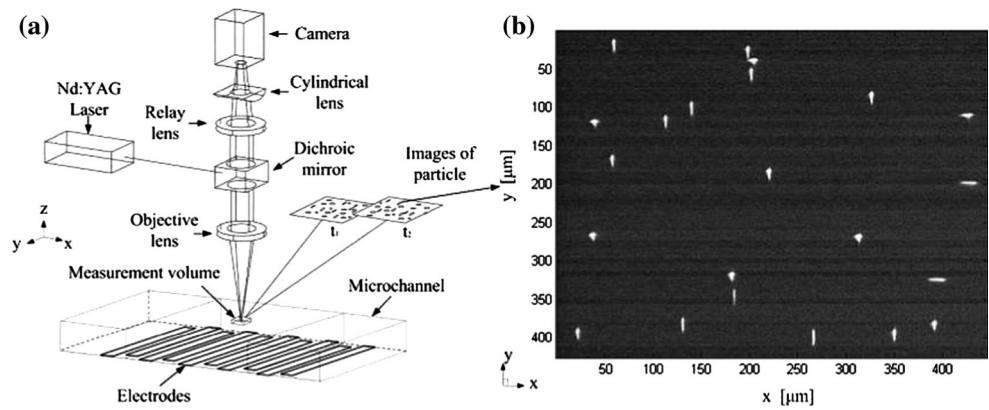 (a)
Camera
Cylindrical
lens
Nd:YAG
Laser
Relay
lens
Dichroic
mirror
Images of
particle
Objective
lens
t₁
t₂
z
y
x
Measurement volume
Microchannel
Electrodes
(b)
y [μm]
50
100
150
200
250
300
350
400
50
100
150
200
250
300
350
400
x [μm]
y
x